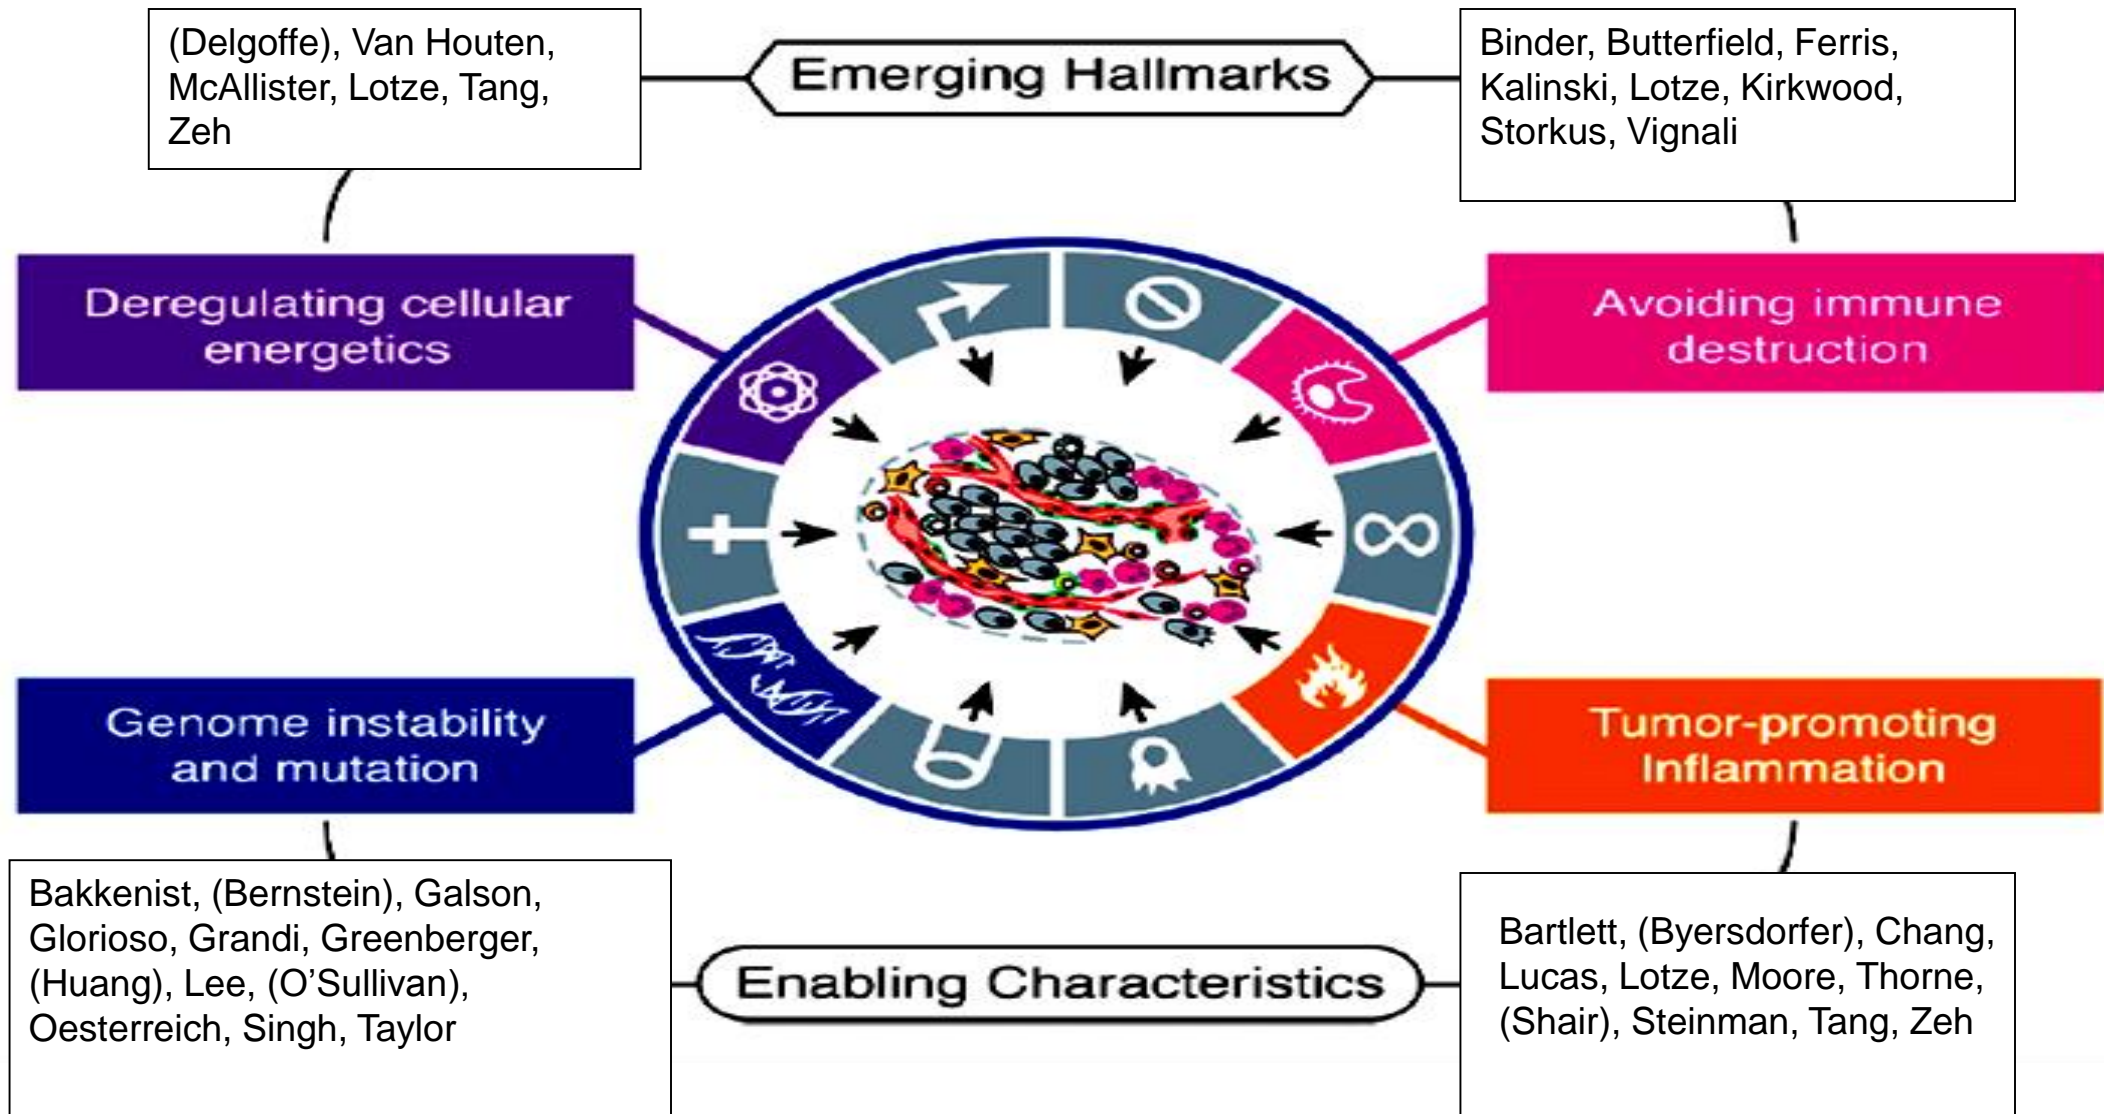 (Delgoffe), Van Houten,
McAllister, Lotze, Tang,
Zeh
Emerging Hallmarks
Binder, Butterfield, Ferris,
Kalinski, Lotze, Kirkwood,
Storkus, Vignali
Deregulating cellular
energetics
Avoiding immune
destruction
Genome instability
and mutation
Tumor-promoting
Inflammation
Bakkenist, (Bernstein), Galson,
Glorioso, Grandi, Greenberger,
(Huang), Lee, (O’Sullivan),
Oesterreich, Singh, Taylor
Enabling Characteristics
Bartlett, (Byersdorfer), Chang,
Lucas, Lotze, Moore, Thorne,
(Shair), Steinman, Tang, Zeh